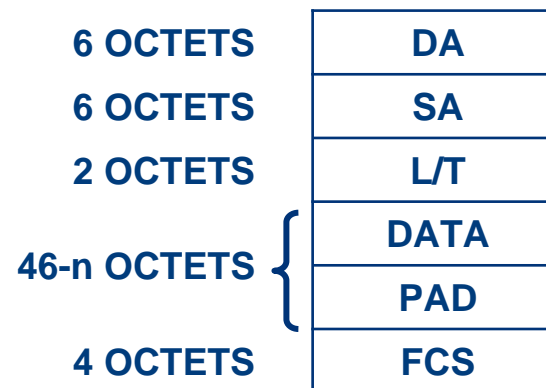 6 OCTETS DA
6 OCTETS SA
2 OCTETS L/T
DATA
46-n OCTETS
PAD
4 OCTETS FCS